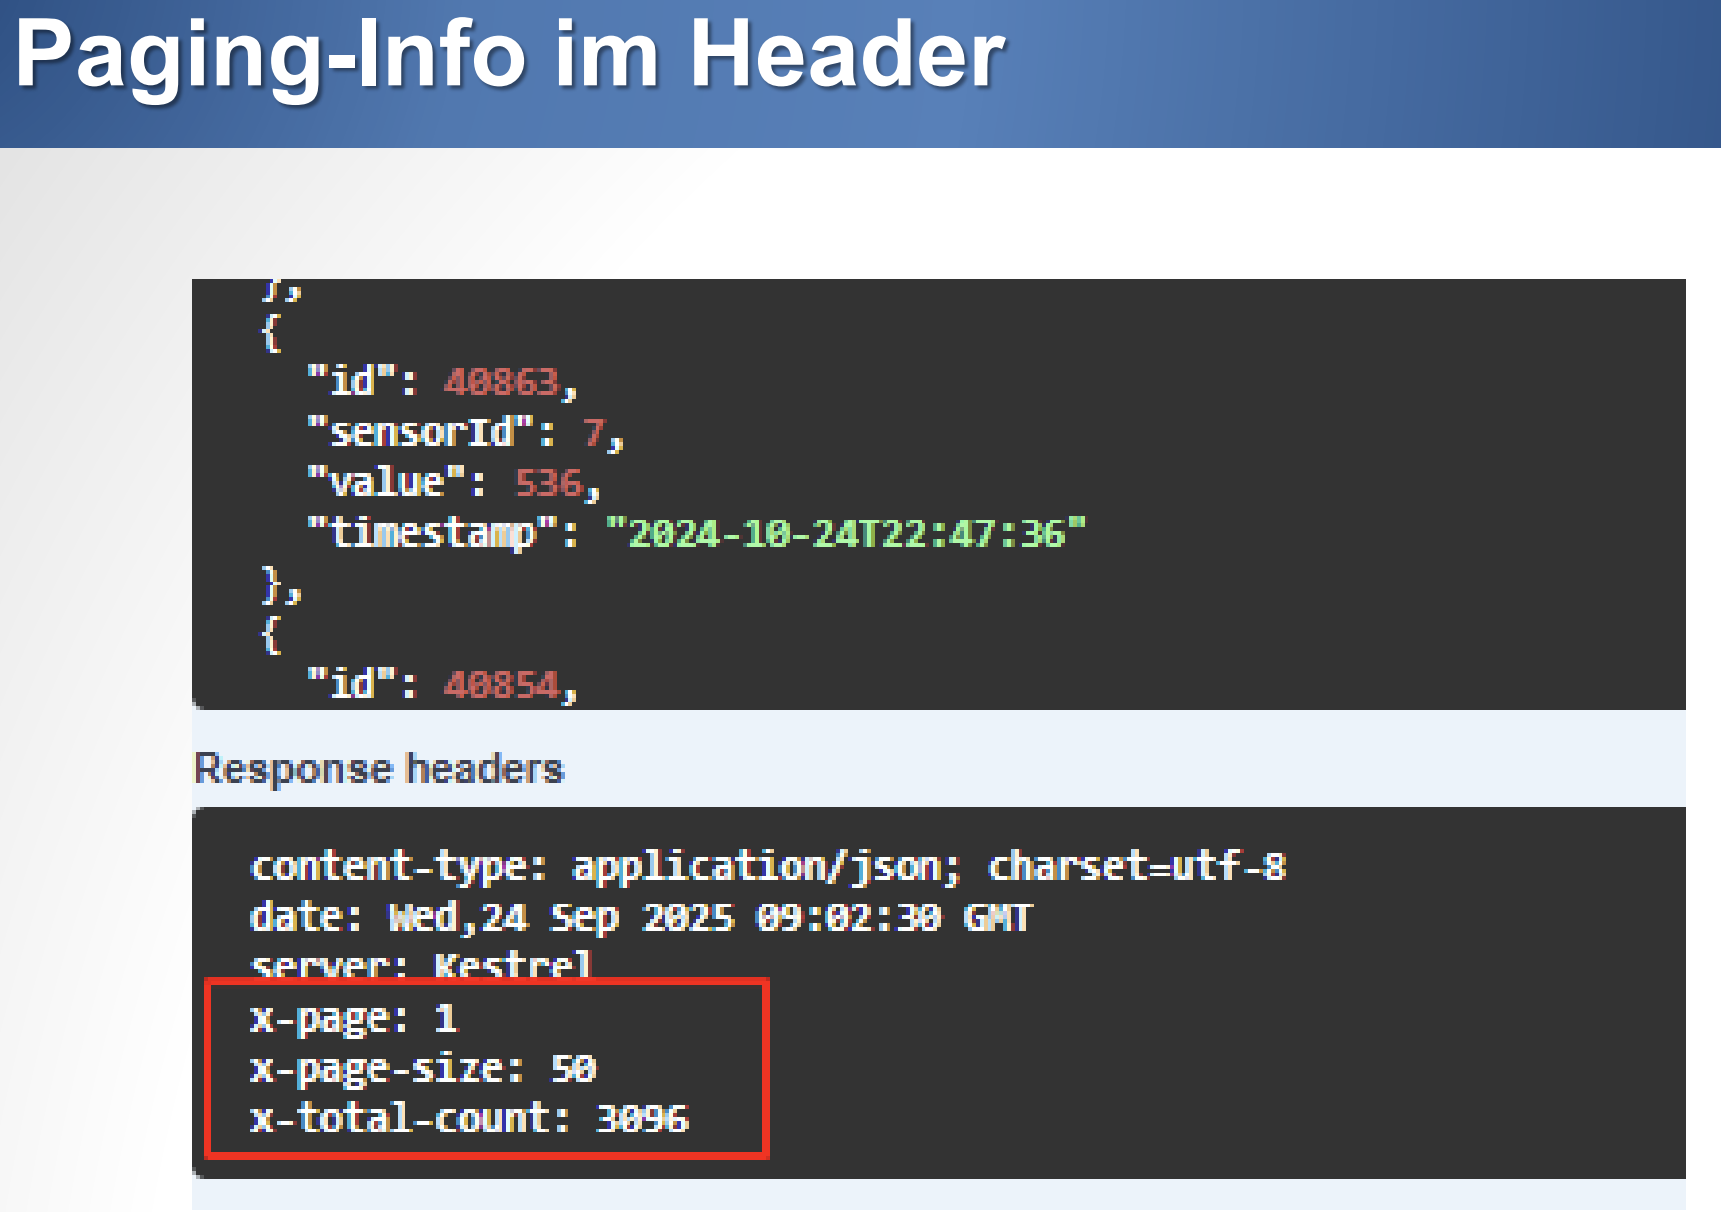 Paging-Info im Header
},
{
"id": 40863,
"sensorId": 7,
"value": 536,
"timestamp": "2024-10-24T22:47:36"
},
{
"id": 40854,
Response headers
content-type: application/json; charset=utf-8
date: Wed,24 Sep 2025 09:02:30 GMT
server: Kestrel
x-page: 1
x-page-size: 50
x-total-count: 3096